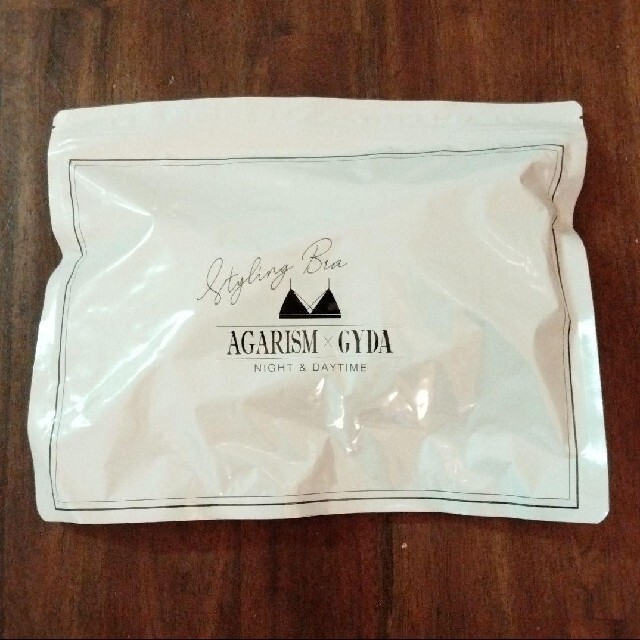 Styling Bra
AGARISM × GYDA
NIGHT & DAYTIME